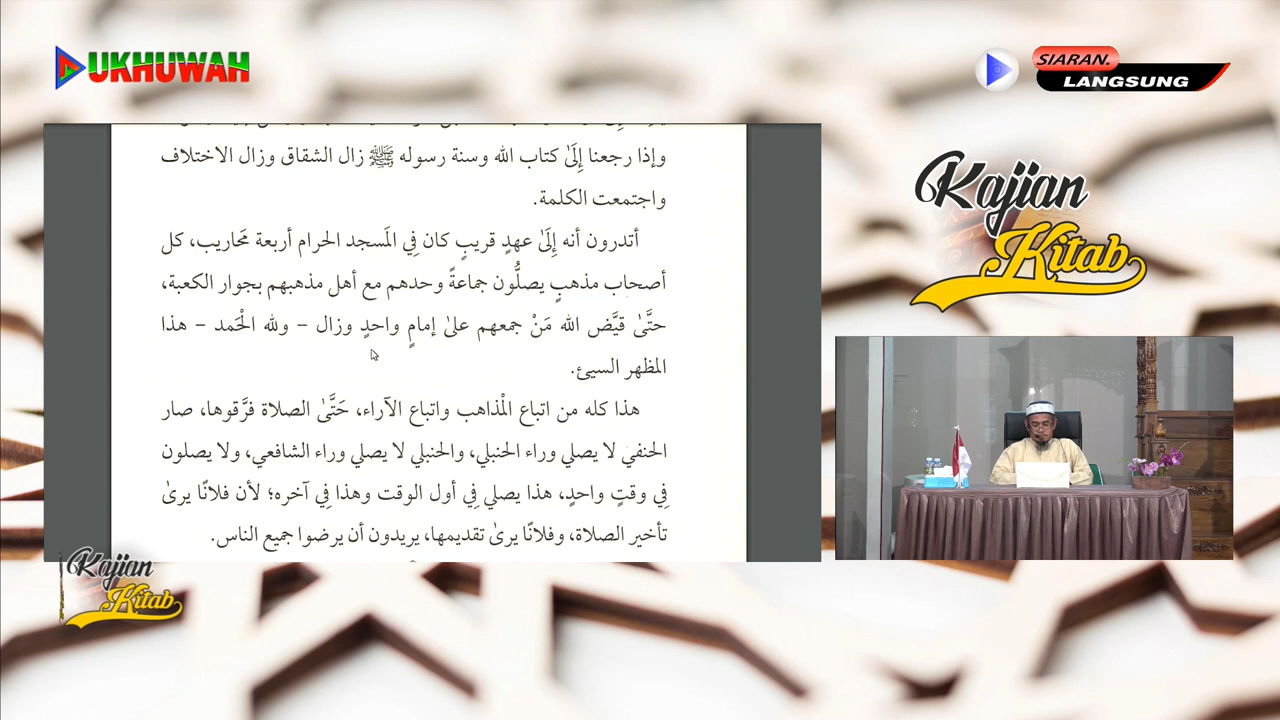 UKHUWAH
SIARAN.
LANGSUNG
وإذا رجعنا إِلَىٰ كتاب الله وسنة رسوله ﷺ زال الشقاق وزال الاختلاف
واجتمعت الكلمة.
أتدرون أنه إِلَىٰ عهدٍ قريبٍ كان فِي المَسجد الحرام أربعة مَحاريب، كل
أصحاب مذهبٍ يصلُّون جماعةً وحدهم مع أهل مذهبهم بجوار الكعبة،
حتَّىٰ قيَّض الله مَنْ جمعهم علىٰ إمامٍ واحدٍ وزال – ولله الْحَمد – هذا
المظهر السيئ.
هذا كله من اتباع الْمَذاهب واتباع الآراء، حَتَّىٰ الصلاة فرَّقوها، صار
الحنفي لا يصلي وراء الحنبلي، والحنبلي لا يصلي وراء الشافعي، ولا يصلون
فِي وقتٍ واحدٍ، هذا يصلي فِي أول الوقت وهذا فِي آخره؛ لأن فلانًا يرىٰ
تأخير الصلاة، وفلانًا يرىٰ تقديمها، يريدون أن يرضوا جميع الناس.
Kajian
Kitab
Kajian
Kitab